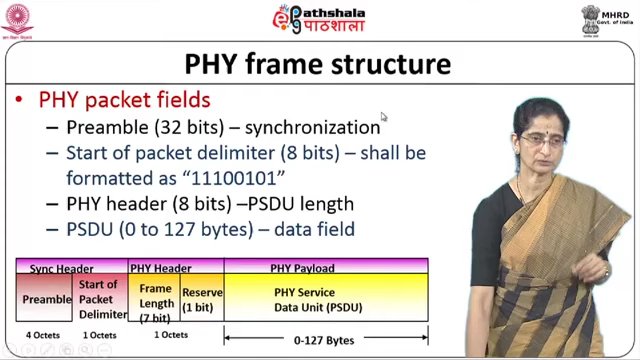 Pathshala
पाठशाला
MHRD
Govt. of India
PHY frame structure
• PHY packet fields
– Preamble (32 bits) – synchronization
– Start of packet delimiter (8 bits) – shall be
formatted as “11100101”
– PHY header (8 bits) –PSDU length
– PSDU (0 to 127 bytes) – data field
Sync Header PHY Header PHY Payload
Preamble
Start of
Packet
Delimiter
Frame
Length
(7 bit)
Reserve
(1 bit)
PHY Service
Data Unit (PSDU)
4 Octets 1 Octets 1 Octets
0-127 Bytes